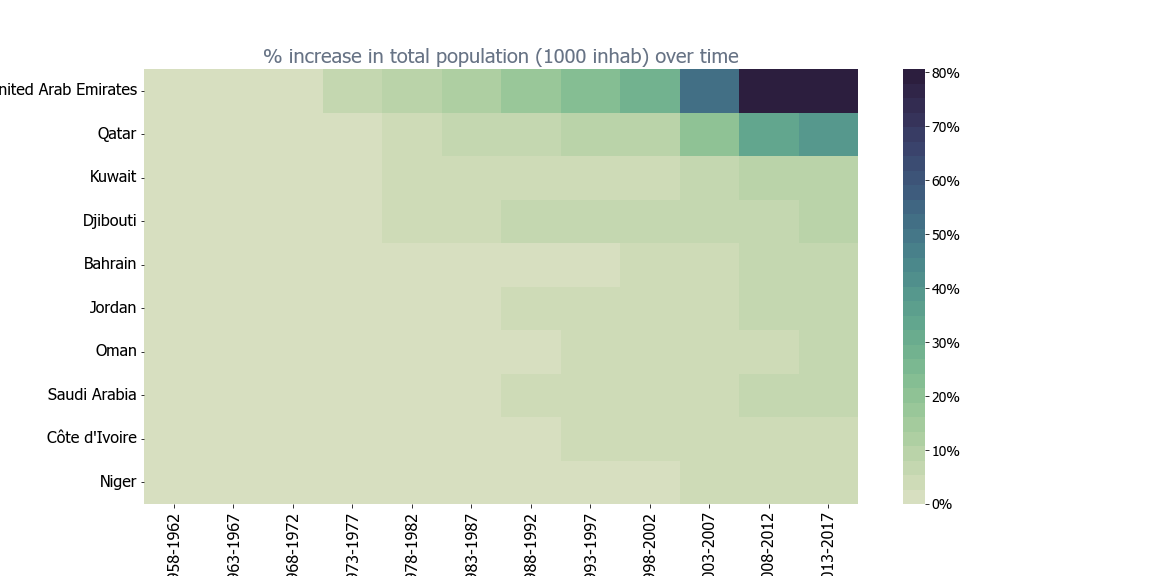 % increase in total population (1000 inhab) over time
nited Arab Emirates
Qatar
Kuwait
Djibouti
Bahrain
Jordan
Oman
Saudi Arabia
Côte d'Ivoire
Niger
958-1962
963-1967
968-1972
973-1977
978-1982
983-1987
988-1992
993-1997
998-2002
003-2007
008-2012
013-2017
80%
70%
60%
50%
40%
30%
20%
10%
0%